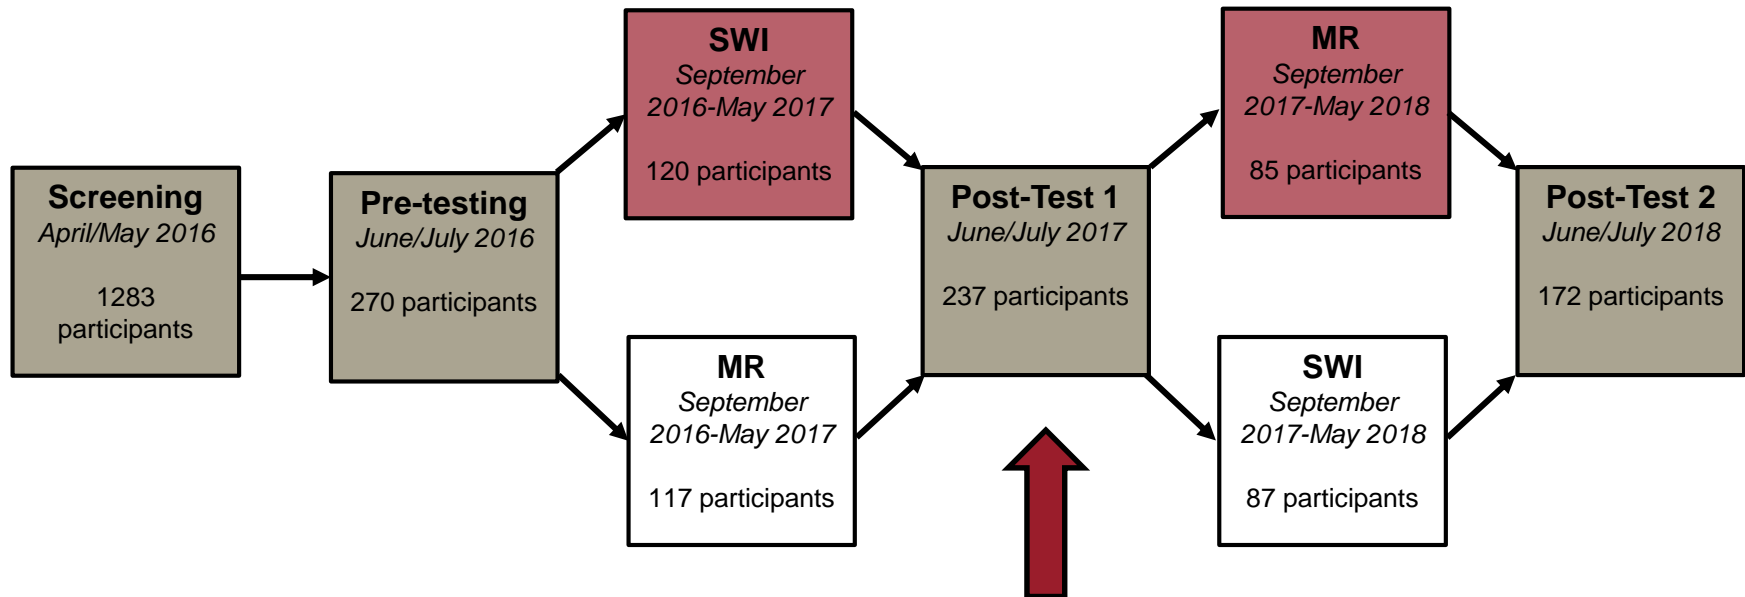 Screening
April/May 2016
1283
participants
Pre-testing
June/July 2016
270 participants
SWI
September
2016-May 2017
120 participants
MR
September
2016-May 2017
117 participants
Post-Test 1
June/July 2017
237 participants
MR
September
2017-May 2018
85 participants
SWI
September
2017-May 2018
87 participants
Post-Test 2
June/July 2018
172 participants